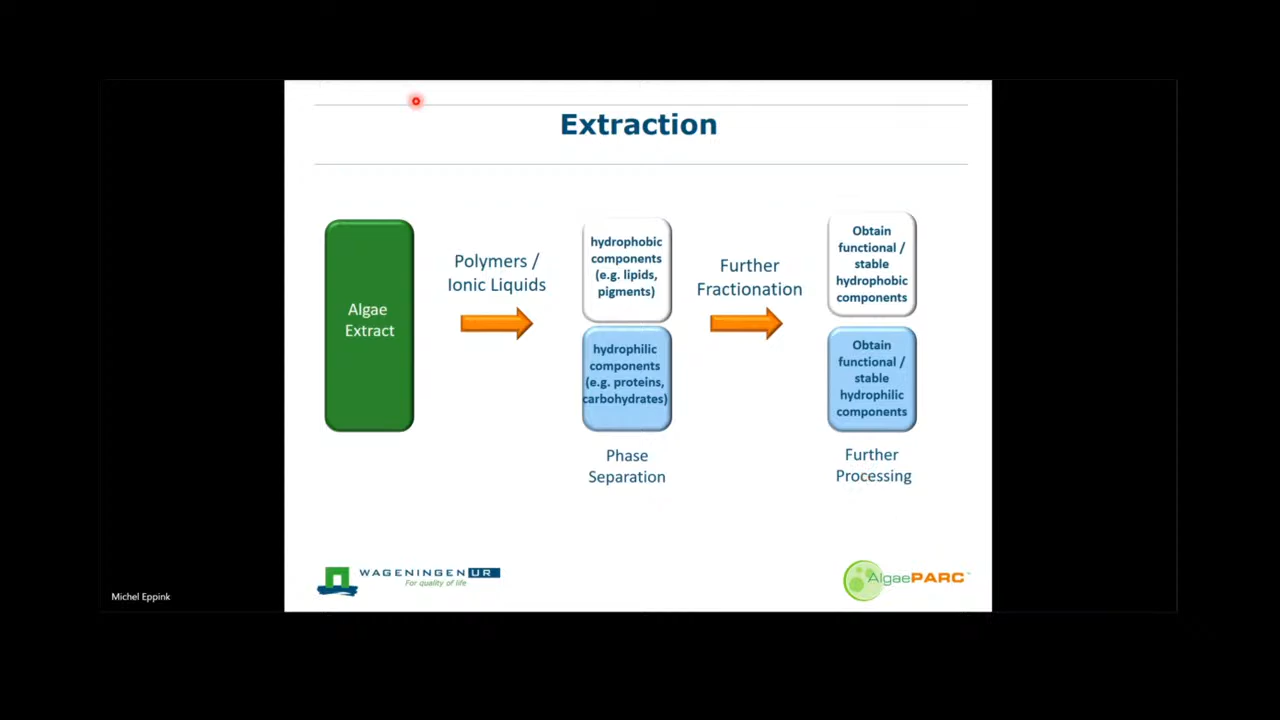 Extraction
Algae
Extract
Polymers /
Ionic Liquids
hydrophobic
components
(e.g. lipids,
pigments)
hydrophilic
components
(e.g. proteins,
carbohydrates)
Phase
Separation
Further
Fractionation
Obtain
functional /
stable
hydrophobic
components
Obtain
functional /
stable
hydrophilic
components
Further
Processing
WAGENINGEN UR
For quality of life
AlgaePARC™
Michel Eppink